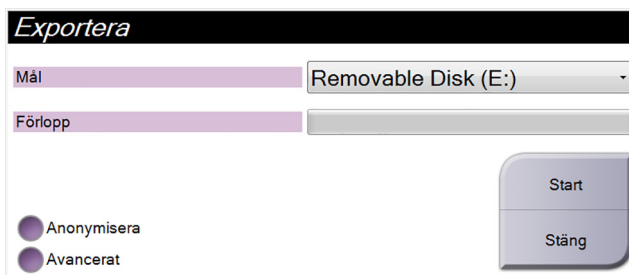 Exportera
Mål
Removable Disk (E:)
Förlopp
Start
Anonymisera
Stäng
Avancerat